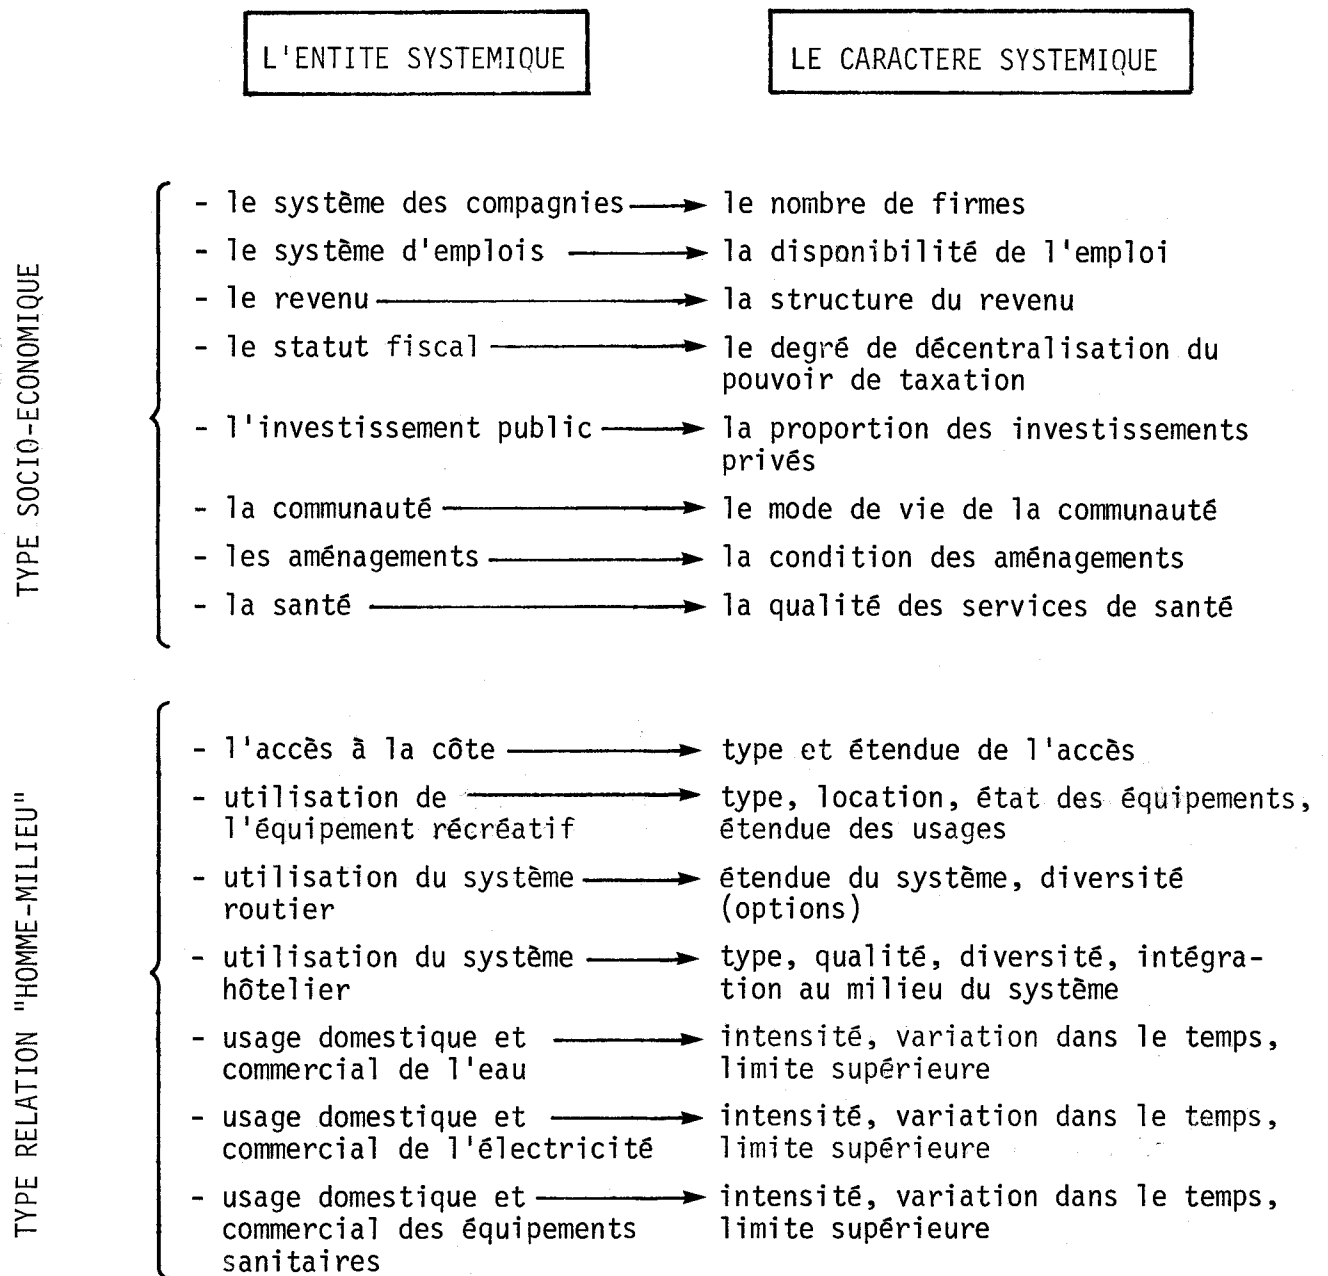 L'ENTITE SYSTEMIQUE
LE CARACTERE SYSTEMIQUE
TYPE SOCIO-ECONOMIQUE
- le système des compagnies
le nombre de firmes
- le système d'emplois
la disponibilité de l'emploi
- le revenu
la structure du revenu
- le statut fiscal
le degré de décentralisation du
pouvoir de taxation
- l'investissement public
la proportion des investissements
privés
- la communauté
le mode de vie de la communauté
- les aménagements
la condition des aménagements
- la santé
la qualité des services de santé
TYPE RELATION "HOMME-MILIEU"
- l'accès à la côte
type et étendue de l'accès
- utilisation de
l'équipement récréatif
type, location, état des équipements,
étendue des usages
- utilisation du système
routier
étendue du système, diversité
(options)
- utilisation du système
hôtelier
type, qualité, diversité, intégra-
tion au milieu du système
- usage domestique et
commercial de l'eau
intensité, variation dans le temps,
limite supérieure
- usage domestique et
commercial de l'électricité
intensité, variation dans le temps,
limite supérieure
- usage domestique et
commercial des équipements
sanitaires
intensité, variation dans le temps,
limite supérieure